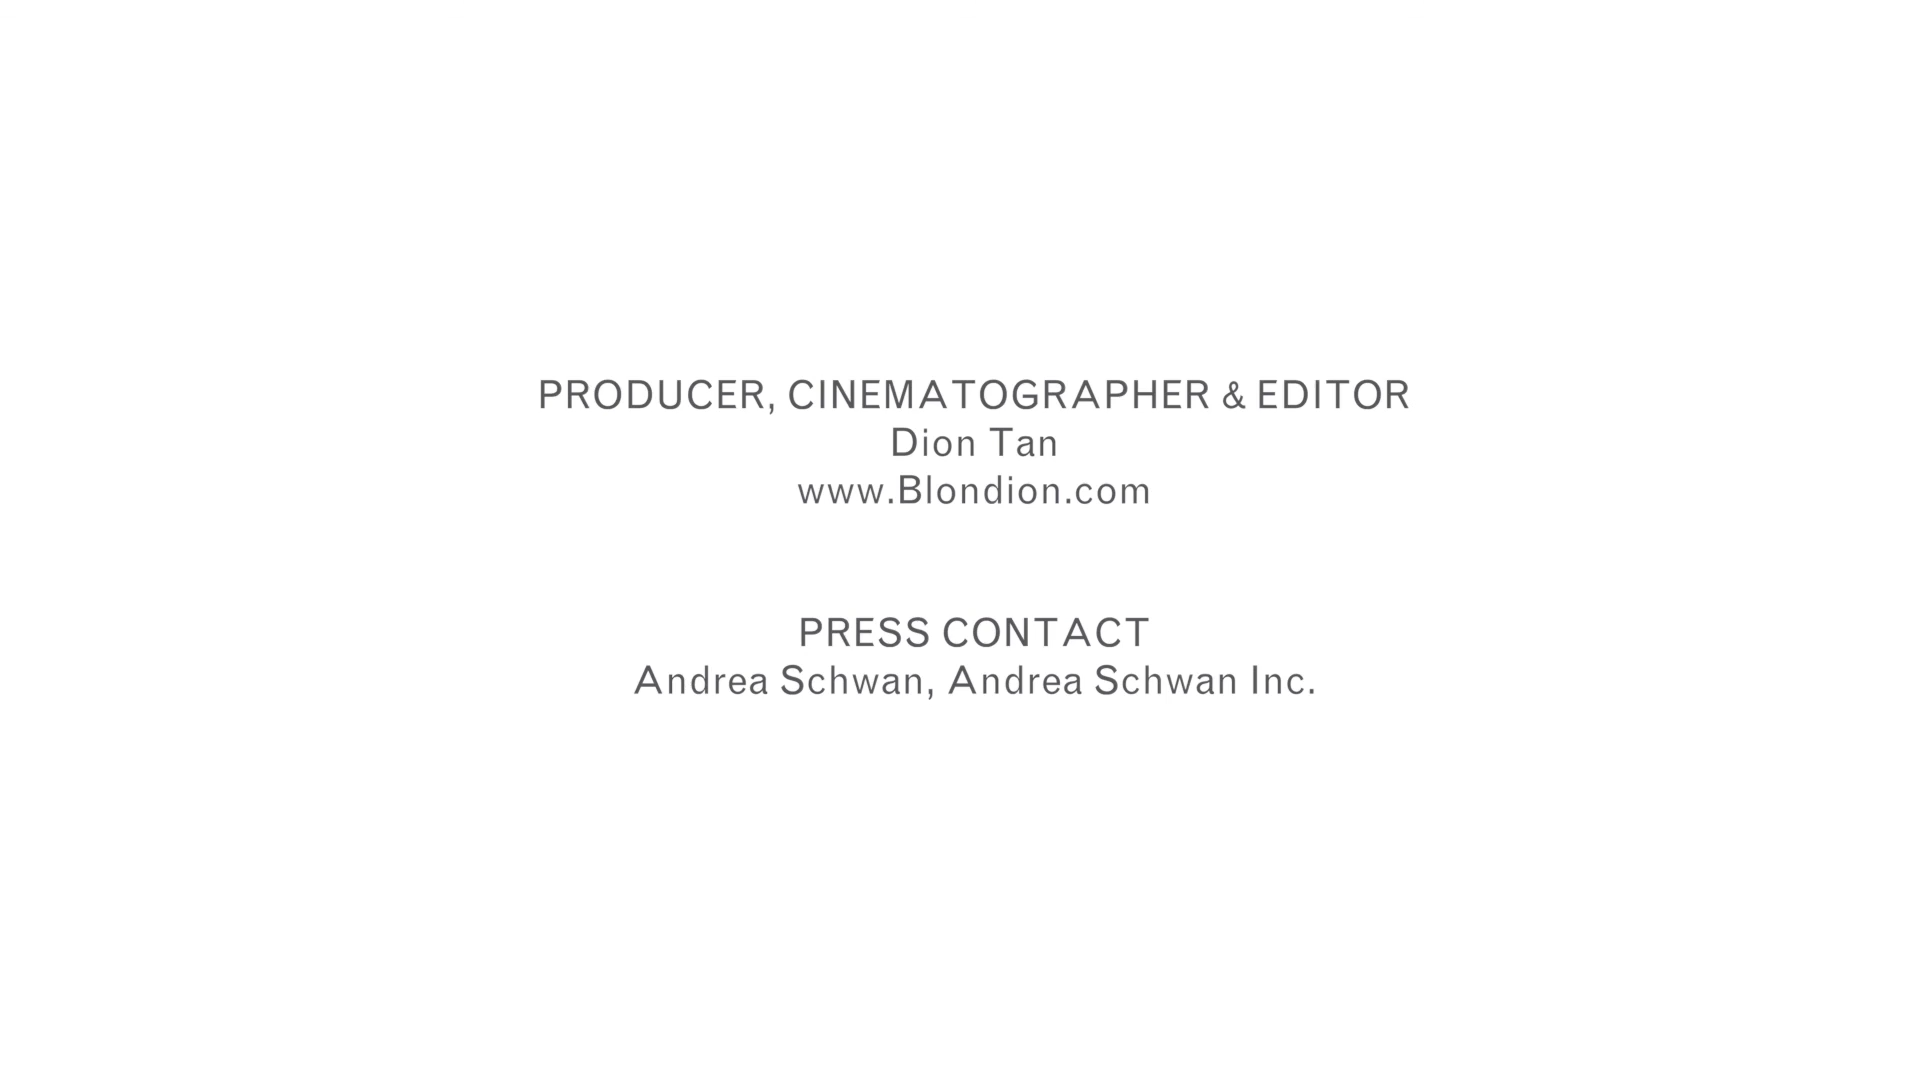 PRODUCER, CINEMATOGRAPHER & EDITOR
Dion Tan
www.Blondion.com
PRESS CONTACT
Andrea Schwan, Andrea Schwan Inc.